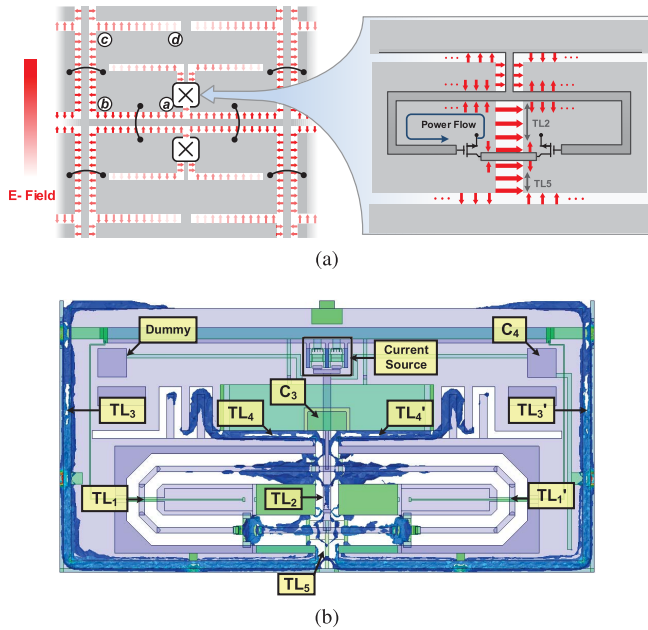 c
d
b
a
E- Field
Power Flow
TL2
TL5
(a)
Dummy
C4
Current
Source
C3
TL3
TL4
TL4'
TL3'
TL1
TL2
TL1'
TL5
(b)